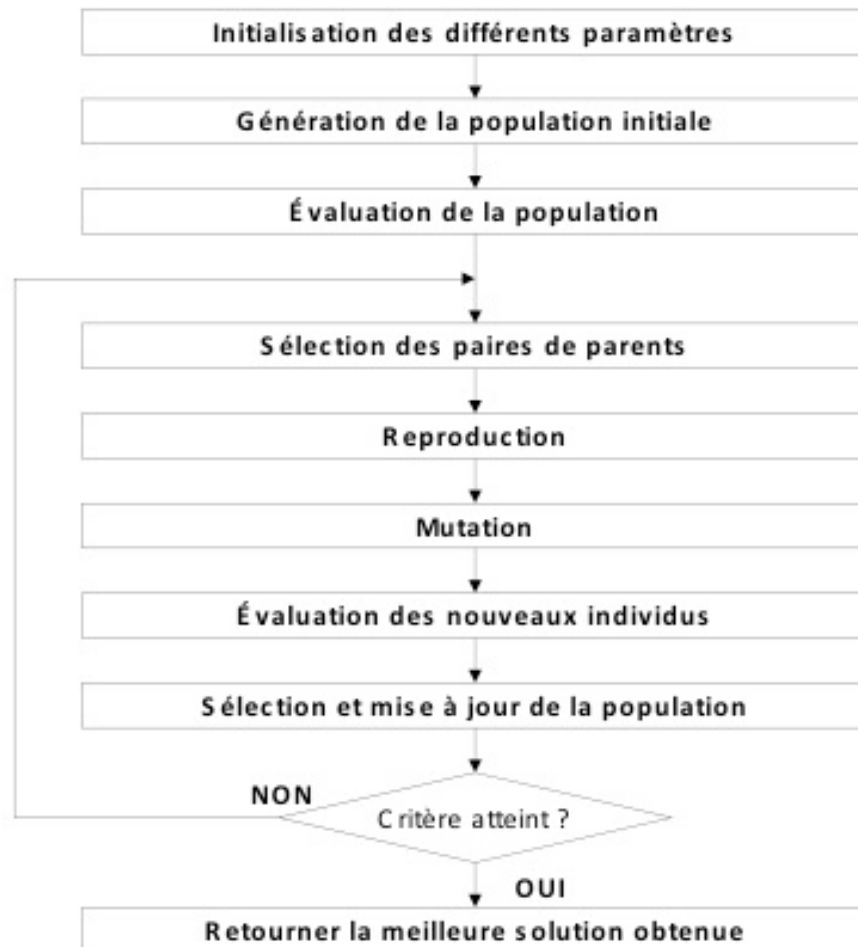 Initialisation des différents paramètres
Génération de la population initiale
Évaluation de la population
Sélection des paires de parents
Reproduction
Mutation
Évaluation des nouveaux individus
Sélection et mise à jour de la population
NON
Critère atteint ?
OUI
Retourner la meilleure solution obtenue